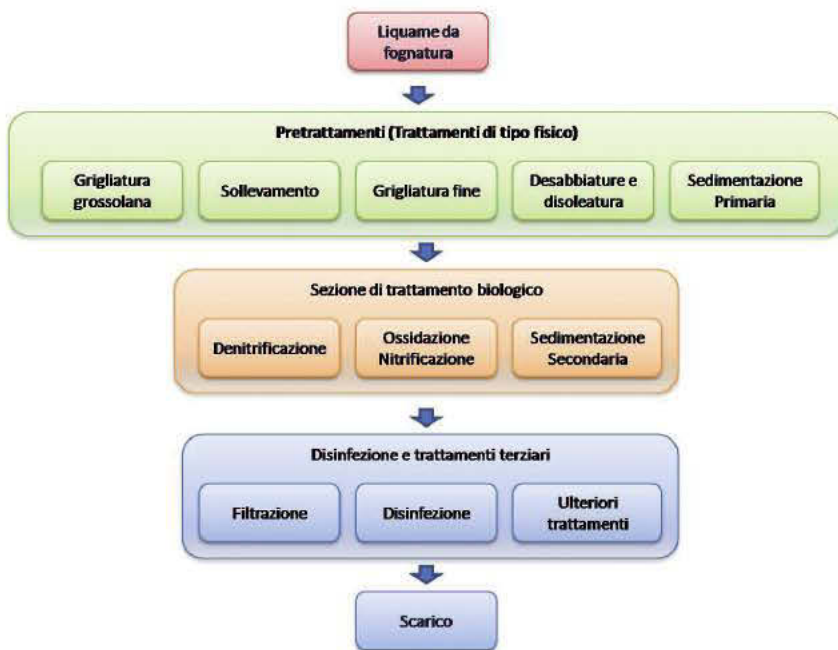 Liquame da
fognatura
Pretrattamenti (Trattamenti di tipo fisico)
Grigliatura
grossolana
Sollevamento
Grigliatura fine
Desabbiature e
disoleatura
Sedimentazione
Primaria
Sezione di trattamento biologico
Denitrificazione
Ossidazione
Nitrificazione
Sedimentazione
Secondaria
Disinfezione e trattamenti terziari
Filtrazione
Disinfezione
Ulteriori
trattamenti
Scarico